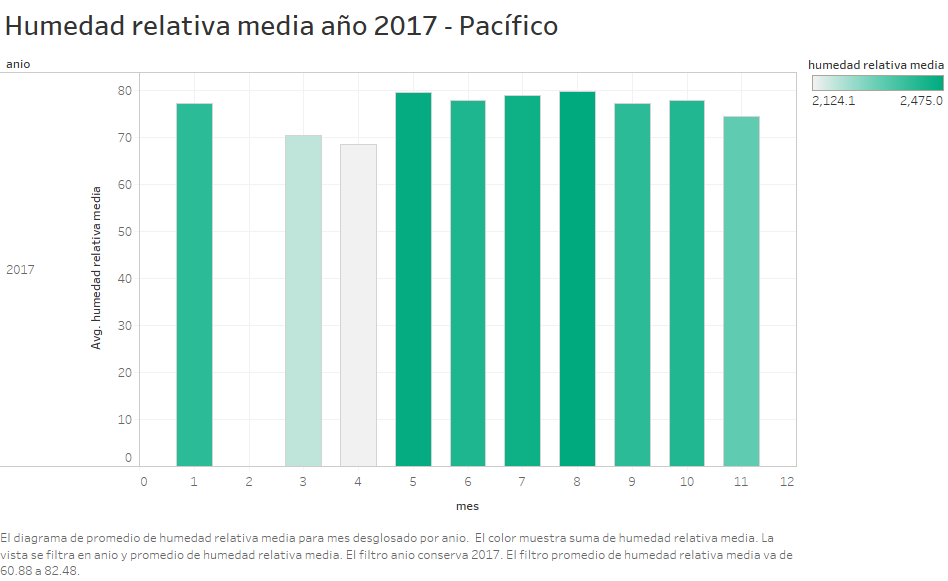 Humedad relativa media año 2017 - Pacífico
anio
humedad relativa media
2,124.1 2,475.0
80
70
60
50
40
30
20
10
0
Avg. humedad relativa media
2017
0 1 2 3 4 5 6 7 8 9 10 11 12
mes
El diagrama de promedio de humedad relativa media para mes desglosado por anio. El color muestra suma de humedad relativa media. La
vista se filtra en anio y promedio de humedad relativa media. El filtro anio conserva 2017. El filtro promedio de humedad relativa media va de
60.88 a 82.48.